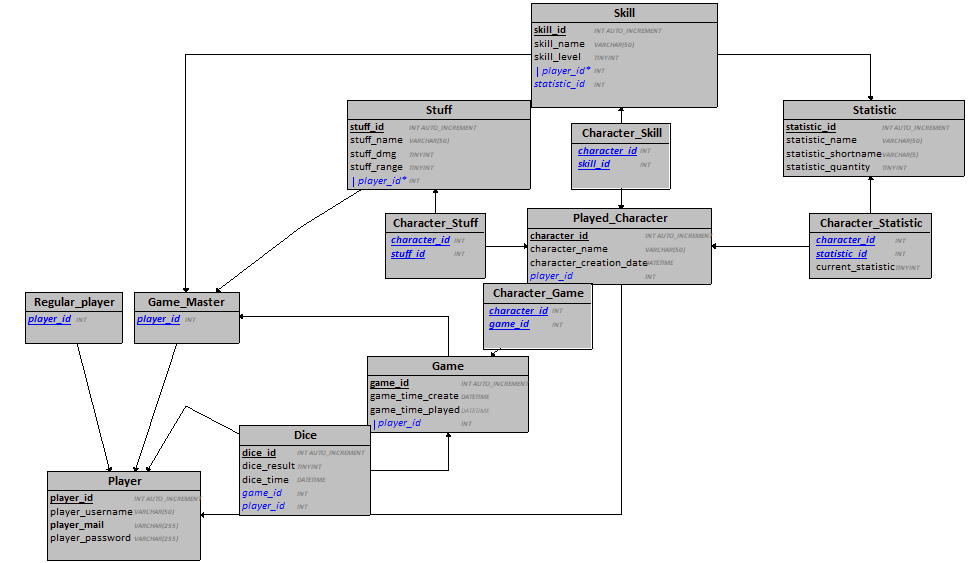 Skill
skill_id INT AUTO_INCREMENT
skill_name VARCHAR(50)
skill_level TINYINT
| player_id* INT
statistic_id INT
Stuff
stuff_id INT AUTO_INCREMENT
stuff_name VARCHAR(50)
stuff_dmg TINYINT
stuff_range TINYINT
| player_id* INT
Character_Skill
character_id INT
skill_id INT
Statistic
statistic_id INT AUTO_INCREMENT
statistic_name VARCHAR(50)
statistic_shortname VARCHAR(5)
statistic_quantity TINYINT
Character_Stuff
character_id INT
stuff_id INT
Played_Character
character_id INT AUTO_INCREMENT
character_name VARCHAR(50)
character_creation_date DATETIME
player_id INT
Character_Statistic
character_id INT
statistic_id INT
current_statistic TINYINT
Regular_player
player_id INT
Game_Master
player_id INT
Character_Game
character_id INT
game_id INT
Game
game_id INT AUTO_INCREMENT
game_time_create DATETIME
game_time_played DATETIME
| player_id INT
Dice
dice_id INT AUTO_INCREMENT
dice_result TINYINT
dice_time DATETIME
game_id INT
player_id INT
Player
player_id INT AUTO_INCREMENT
player_username VARCHAR(50)
player_mail VARCHAR(255)
player_password VARCHAR(255)